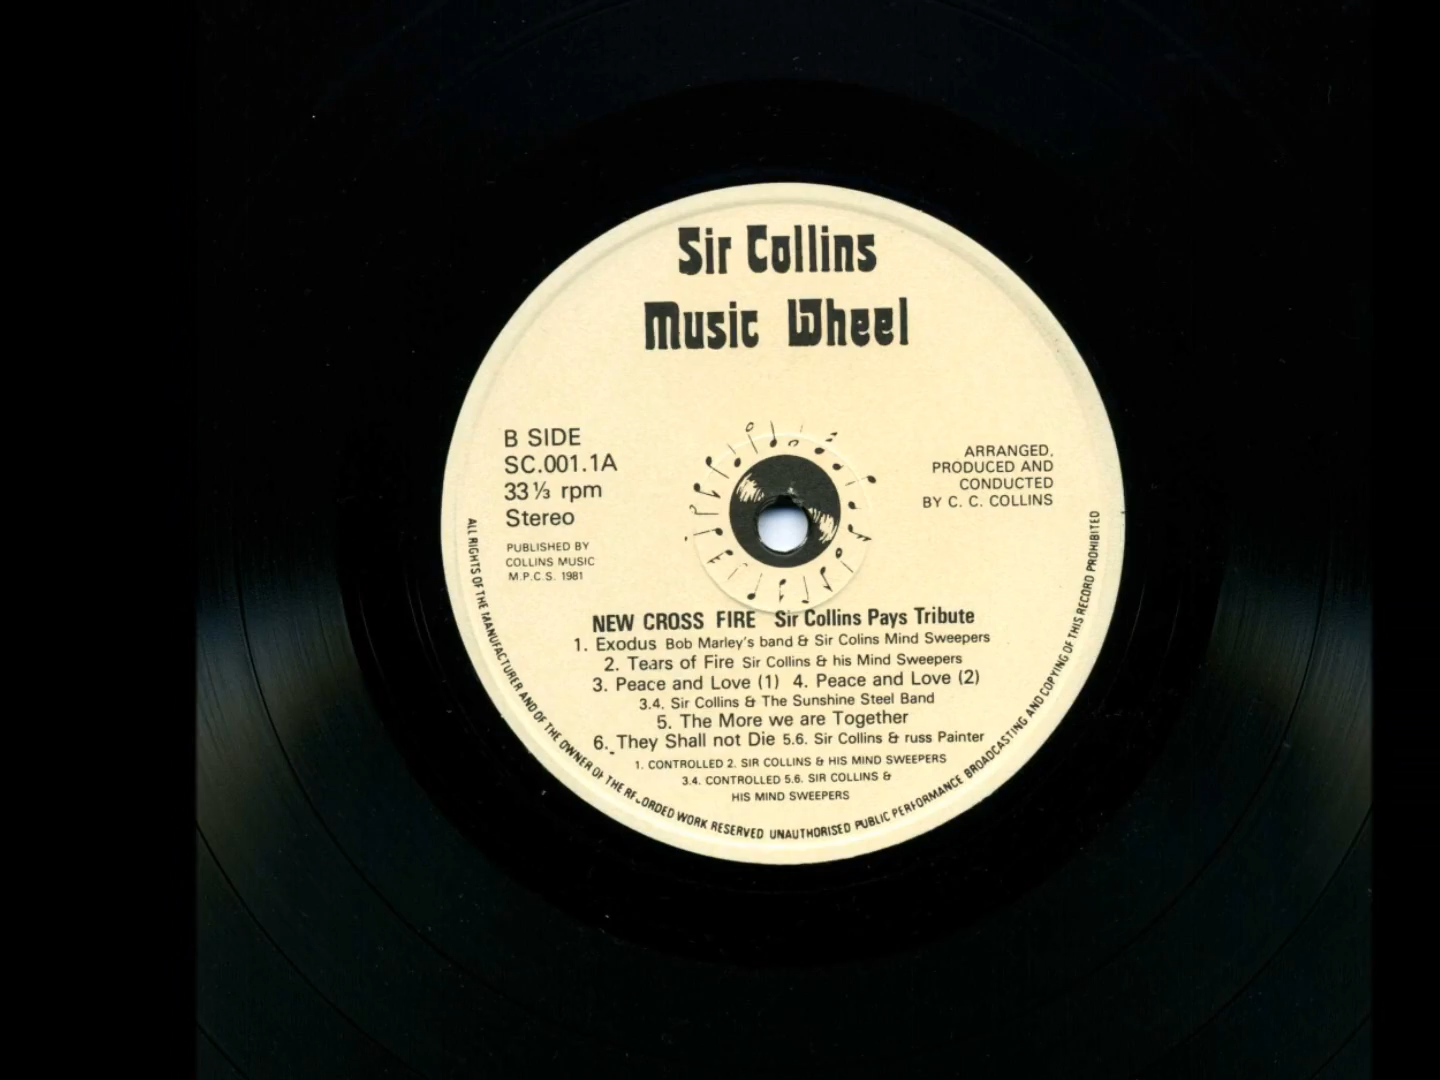 Sir Collins
Music Wheel
B SIDE
SC.001.1A
33 ⅓ rpm
Stereo
PUBLISHED BY
COLLINS MUSIC
M.P.C.S. 1981
ARRANGED,
PRODUCED AND
CONDUCTED
BY C. C. COLLINS
NEW CROSS FIRE Sir Collins Pays Tribute
1. Exodus Bob Marley's band & Sir Colins Mind Sweepers
2. Tears of Fire Sir Collins & his Mind Sweepers
3. Peace and Love (1) 4. Peace and Love (2)
3.4. Sir Collins & The Sunshine Steel Band
5. The More we are Together
6. They Shall not Die 5.6. Sir Collins & russ Painter
1. CONTROLLED 2. SIR COLLINS & HIS MIND SWEEPERS
3.4. CONTROLLED 5.6. SIR COLLINS &
HIS MIND SWEEPERS
ALL RIGHTS OF THE MANUFACTURER AND OF THE OWNER OF THE RECORDED WORK RESERVED UNAUTHORISED PUBLIC PERFORMANCE BROADCASTING AND COPYING OF THIS RECORD PROHIBITED